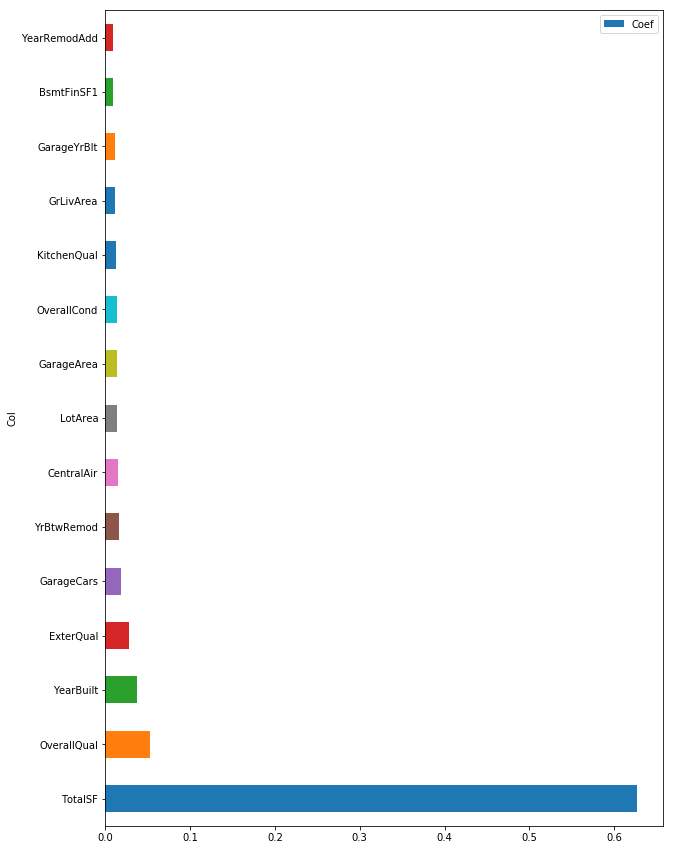 Coef
YearRemodAdd
BsmtFinSF1
GarageYrBlt
GrLivArea
KitchenQual
OverallCond
GarageArea
LotArea
Col
CentralAir
YrBtwRemod
GarageCars
ExterQual
YearBuilt
OverallQual
TotalSF
0.0 0.1 0.2 0.3 0.4 0.5 0.6